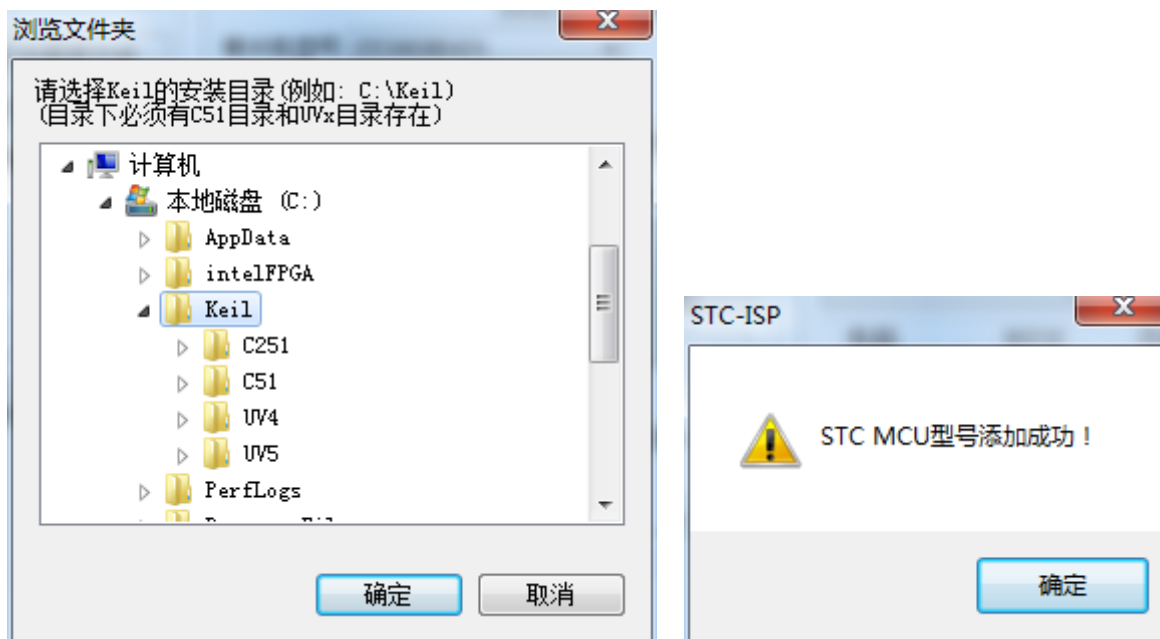 浏览文件夹
请选择Keil的安装目录(例如: C:\Keil)
(目录下必须有C51目录和UVx目录存在)
计算机
本地磁盘 (C:)
AppData
intelFPGA
Keil
C251
C51
UV4
UV5
PerfLogs
确定
取消
STC-ISP
STC MCU型号添加成功！
确定